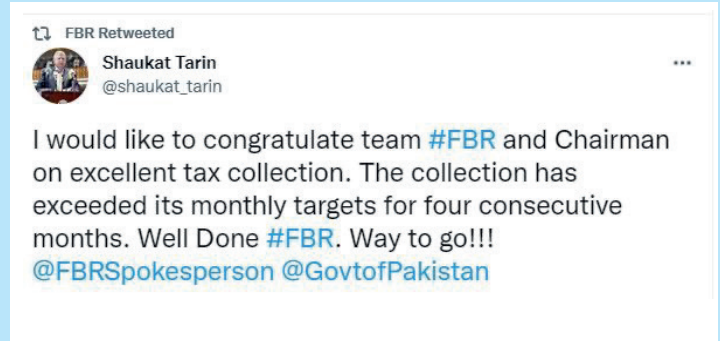 FBR Retweeted
Shaukat Tarin
@shaukat_tarin
I would like to congratulate team #FBR and Chairman
on excellent tax collection. The collection has
exceeded its monthly targets for four consecutive
months. Well Done #FBR. Way to go!!!
@FBRSpokesperson @GovtofPakistan